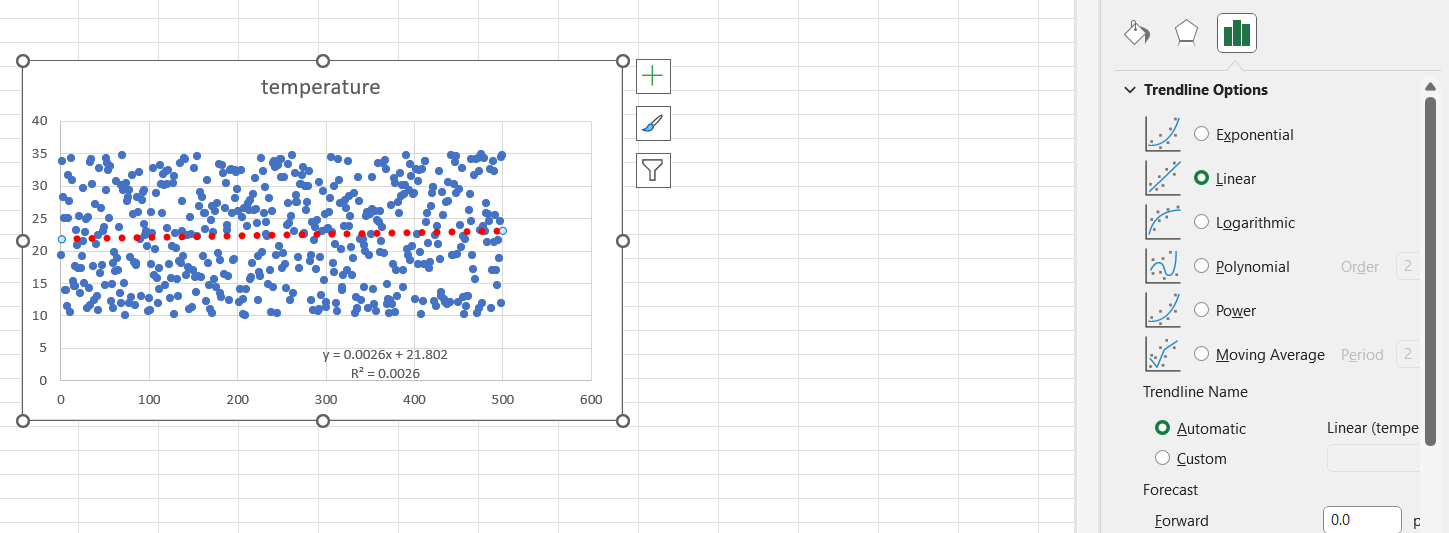 temperature
40
35
30
25
20
15
10
5
0
0 100 200 300 400 500 600
y = 0.0026x + 21.802
R² = 0.0026
Trendline Options
Exponential
Linear
Logarithmic
Polynomial Order 2
Power
Moving Average Period 2
Trendline Name
Automatic Linear (tempe
Custom
Forecast
Forward 0.0 p